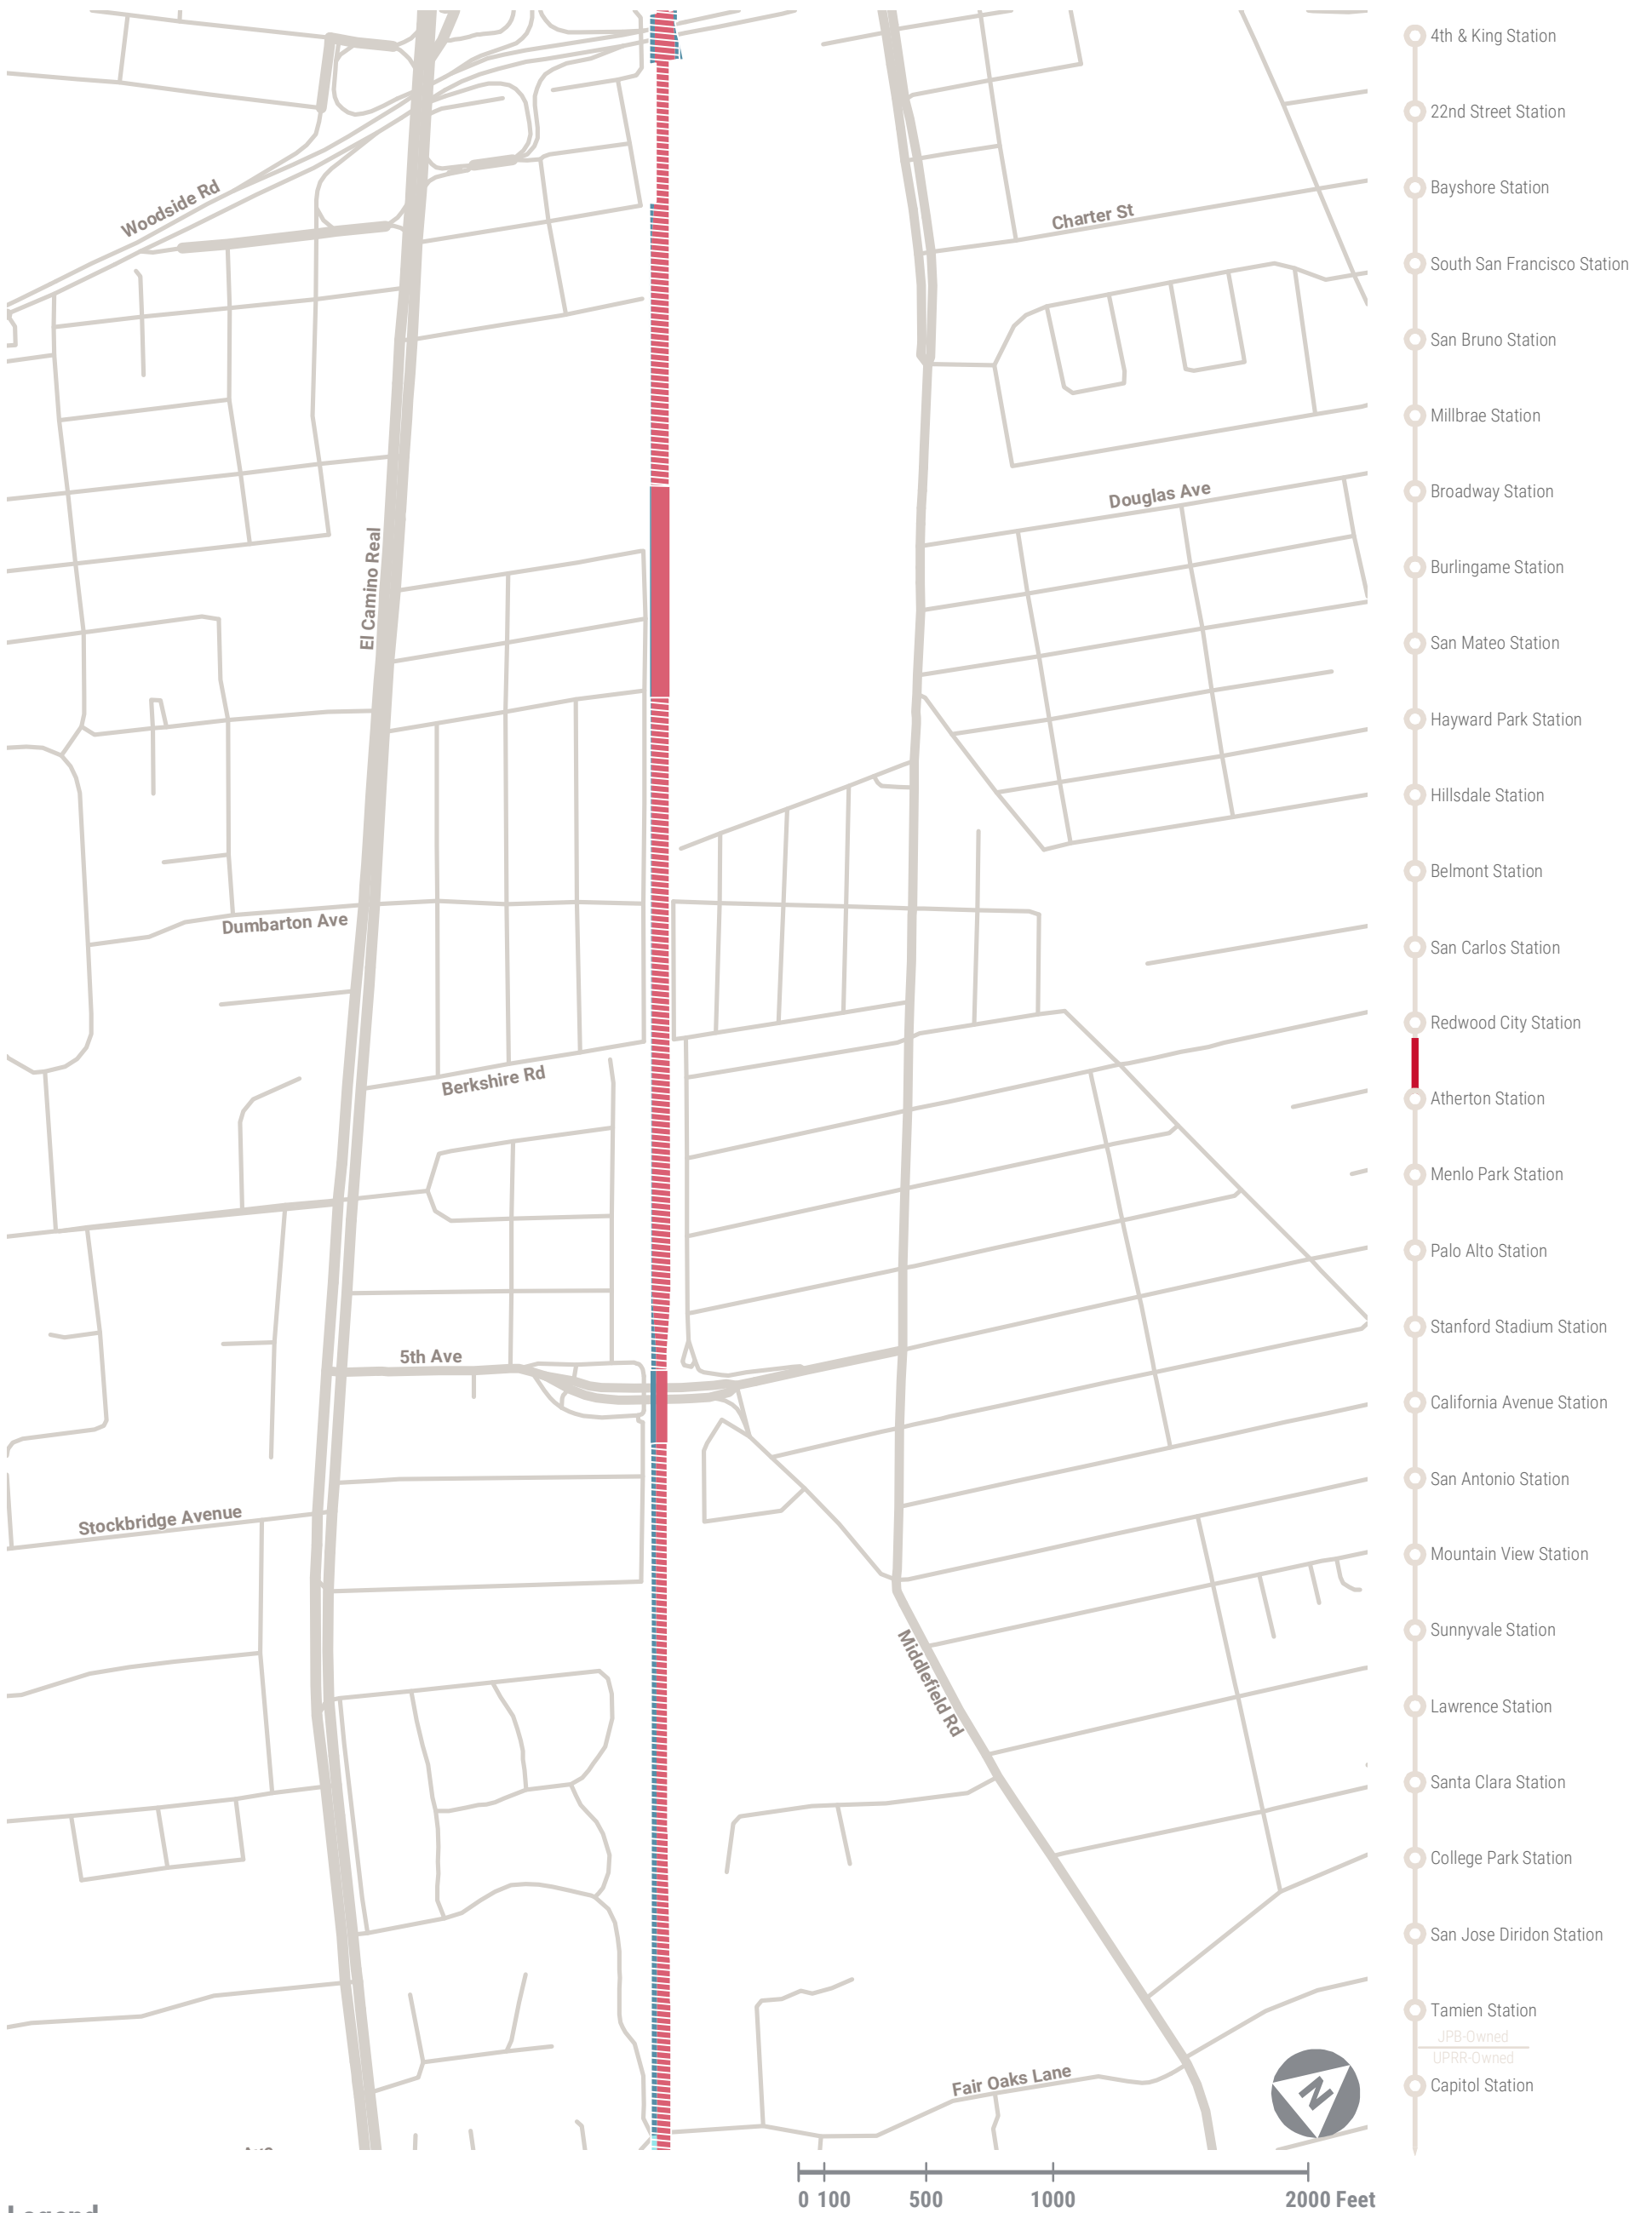 4th & King Station
22nd Street Station
Bayshore Station
South San Francisco Station
San Bruno Station
Millbrae Station
Broadway Station
Burlingame Station
San Mateo Station
Hayward Park Station
Hillsdale Station
Belmont Station
San Carlos Station
Redwood City Station
Atherton Station
Menlo Park Station
Palo Alto Station
Stanford Stadium Station
California Avenue Station
San Antonio Station
Mountain View Station
Sunnyvale Station
Lawrence Station
Santa Clara Station
College Park Station
San Jose Diridon Station
Tamien Station
JPB-Owned
UPRR-Owned
Capitol Station
Woodside Rd
Charter St
Douglas Ave
El Camino Real
Dumbarton Ave
Berkshire Rd
5th Ave
Stockbridge Avenue
Middlefield Rd
Fair Oaks Lane
N
0 100 500 1000 2000 Feet
Legend